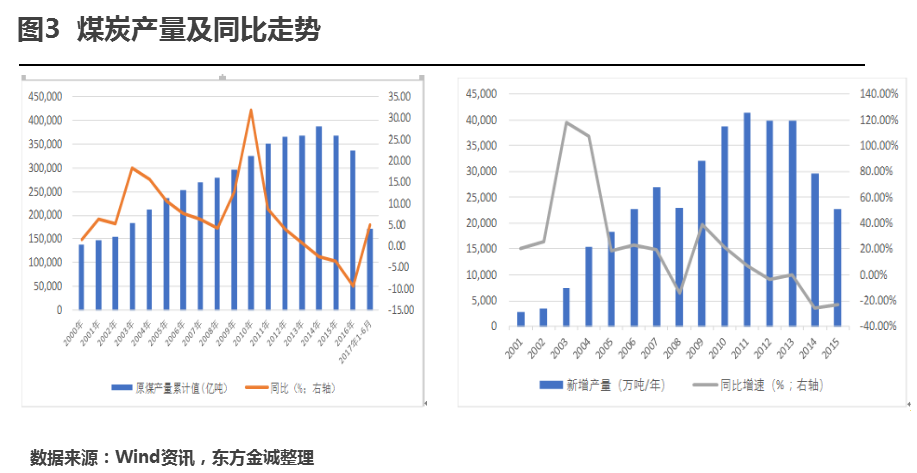 图3 煤炭产量及同比走势
450,000
400,000
350,000
300,000
250,000
200,000
150,000
100,000
50,000
0
35.00
30.00
25.00
20.00
15.00
10.00
5.00
0.00
-5.00
-10.00
-15.00
2000年
2001年
2002年
2003年
2004年
2005年
2006年
2007年
2008年
2009年
2010年
2011年
2012年
2013年
2014年
2015年
2016年
2017年1-6月
原煤产量累计值(亿吨)
同比(%; 右轴)
45,000
40,000
35,000
30,000
25,000
20,000
15,000
10,000
5,000
0
140.00%
120.00%
100.00%
80.00%
60.00%
40.00%
20.00%
0.00%
-20.00%
-40.00%
2001
2002
2003
2004
2005
2006
2007
2008
2009
2010
2011
2012
2013
2014
2015
新增产量（万吨/年）
同比增速（%；右轴）
数据来源：Wind资讯，东方金诚整理